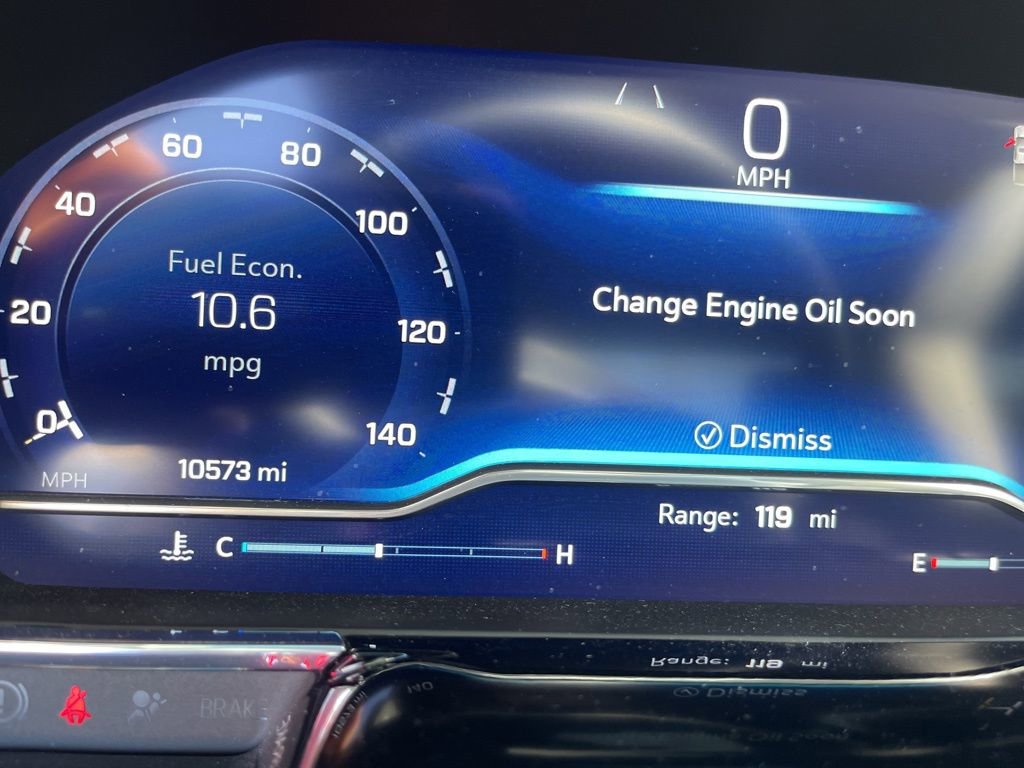 0
MPH
60
80
40
100
Fuel Econ.
20
10.6
120
mpg
Change Engine Oil Soon
0
140
Dismiss
10573 mi
MPH
Range: 119 mi
C
H
E
BRAK